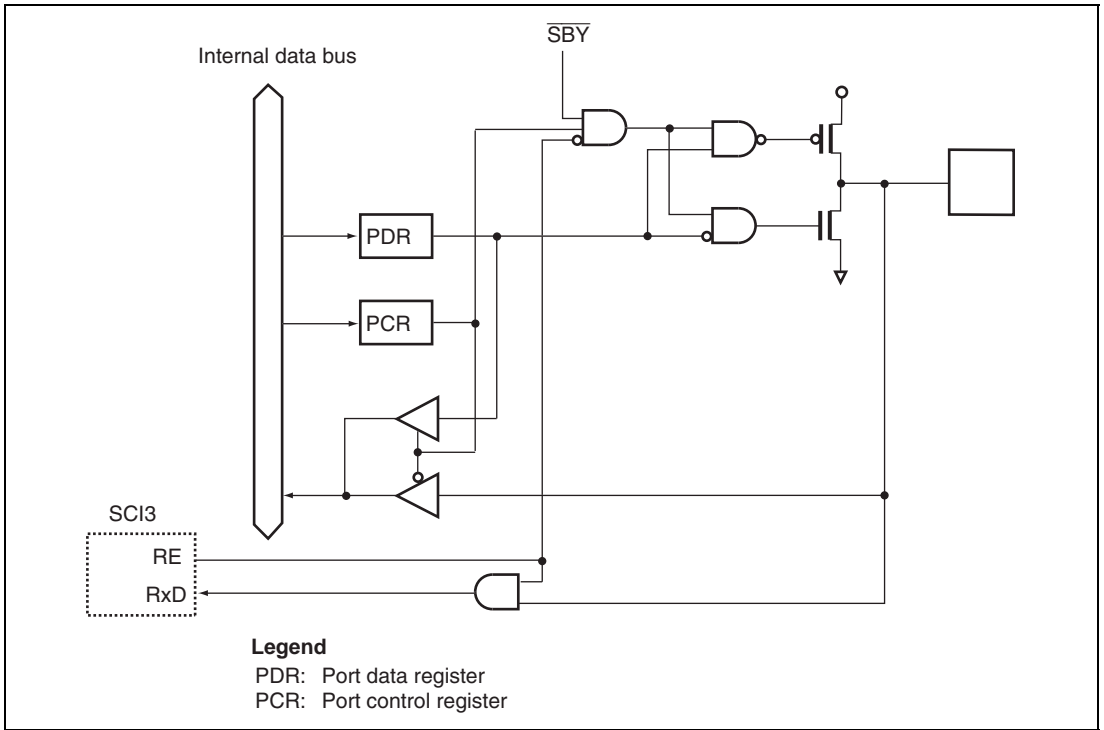 SBY
Internal data bus
PDR
PCR
SCI3
RE
RxD
Legend
PDR: Port data register
PCR: Port control register